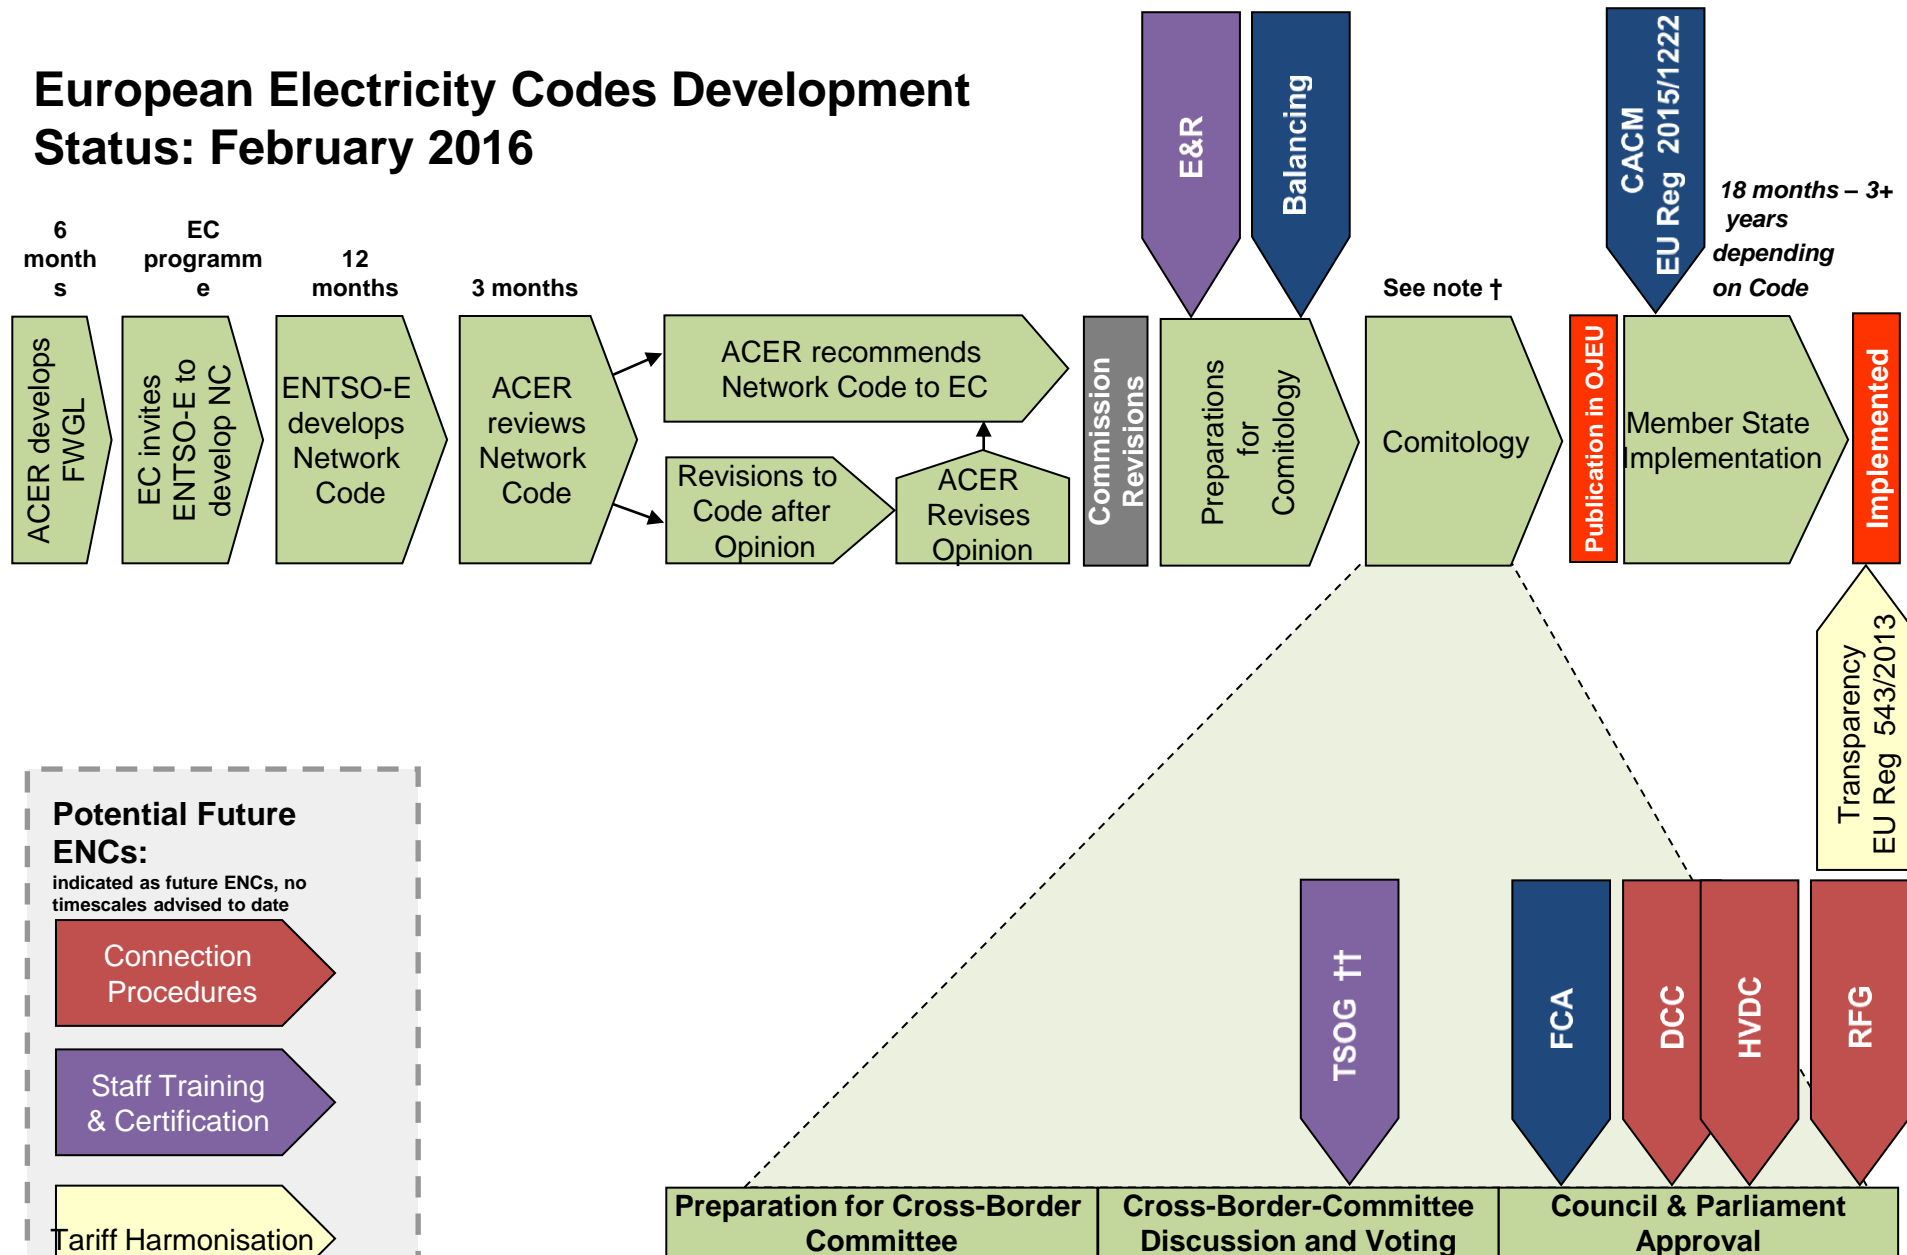 European Electricity Codes Development
Status: February 2016
E&R
Balancing
CACM
EU Reg 2015/1222
18 months – 3+
years
depending
on Code
6
month
s
EC
programm
e
12
months
3 months
See note †
ACER develops
FWGL
EC invites
ENTSO-E to
develop NC
ENTSO-E
develops
Network
Code
ACER
reviews
Network
Code
ACER recommends
Network Code to EC
Revisions to
Code after
Opinion
ACER
Revises
Opinion
Commission
Revisions
Preparations
for
Comitology
Comitology
Publication in OJEU
Member State
Implementation
Implemented
Transparency
EU Reg 543/2013
Potential Future
ENCs:
indicated as future ENCs, no
timescales advised to date
Connection
Procedures
Staff Training
& Certification
Tariff Harmonisation
TSOG ††
FCA
DCC
HVDC
RFG
Preparation for Cross-Border
Committee
Cross-Border-Committee
Discussion and Voting
Council & Parliament
Approval